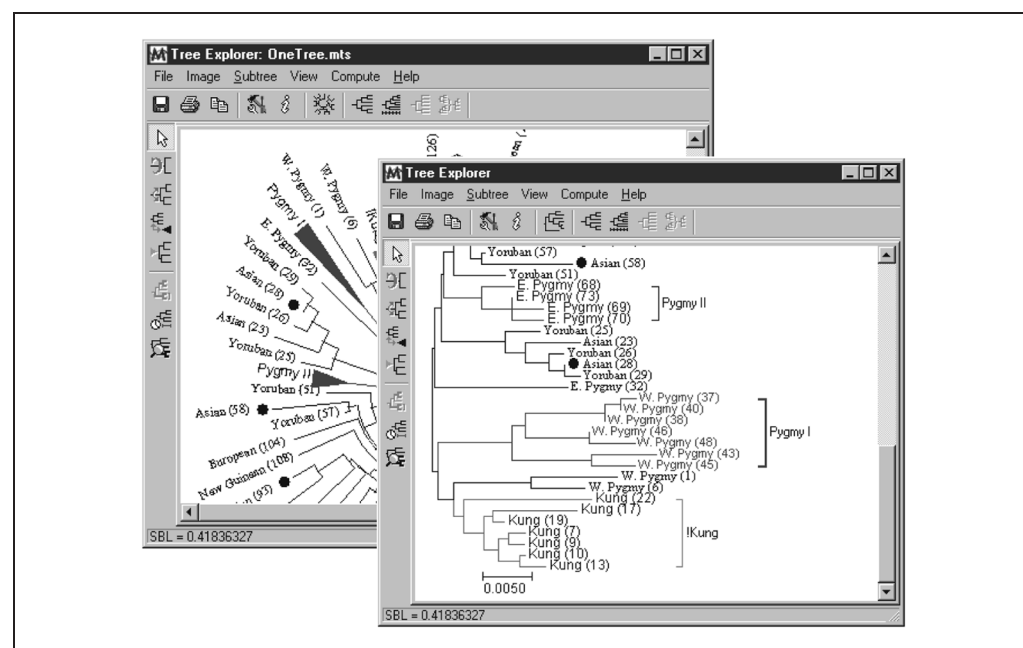 Tree Explorer: OneTree.mts
File Image Subtree View Compute Help
126)
W. Pygmy (1)
W. Pygmy (6)
Pygmy I
E. Pygmy (32)
Yoruban (29)
Asian (28)
Yoruban (26)
Asian (23)
Yoruban (25)
Pygmy II
Yoruban (51)
Asian (58)
Yoruban (57)
European (104)
New Guinean (108)
(93)
SBL = 0.41836327
Tree Explorer
File Image Subtree View Compute Help
Yoruban (57)
Asian (58)
Yoruban (51)
E. Pygmy (68)
E. Pygmy (73)
E. Pygmy (69)
E. Pygmy (70)
Pygmy II
Yoruban (25)
Asian (23)
Yoruban (26)
Asian (28)
Yoruban (29)
E. Pygmy (32)
W. Pygmy (37)
W. Pygmy (40)
W. Pygmy (38)
W. Pygmy (46)
W. Pygmy (48)
W. Pygmy (43)
W. Pygmy (45)
Pygmy I
W. Pygmy (1)
W. Pygmy (6)
Kung (22)
Kung (17)
Kung (19)
Kung (7)
Kung (9)
Kung (10)
Kung (13)
!Kung
0.0050
SBL = 0.41836327